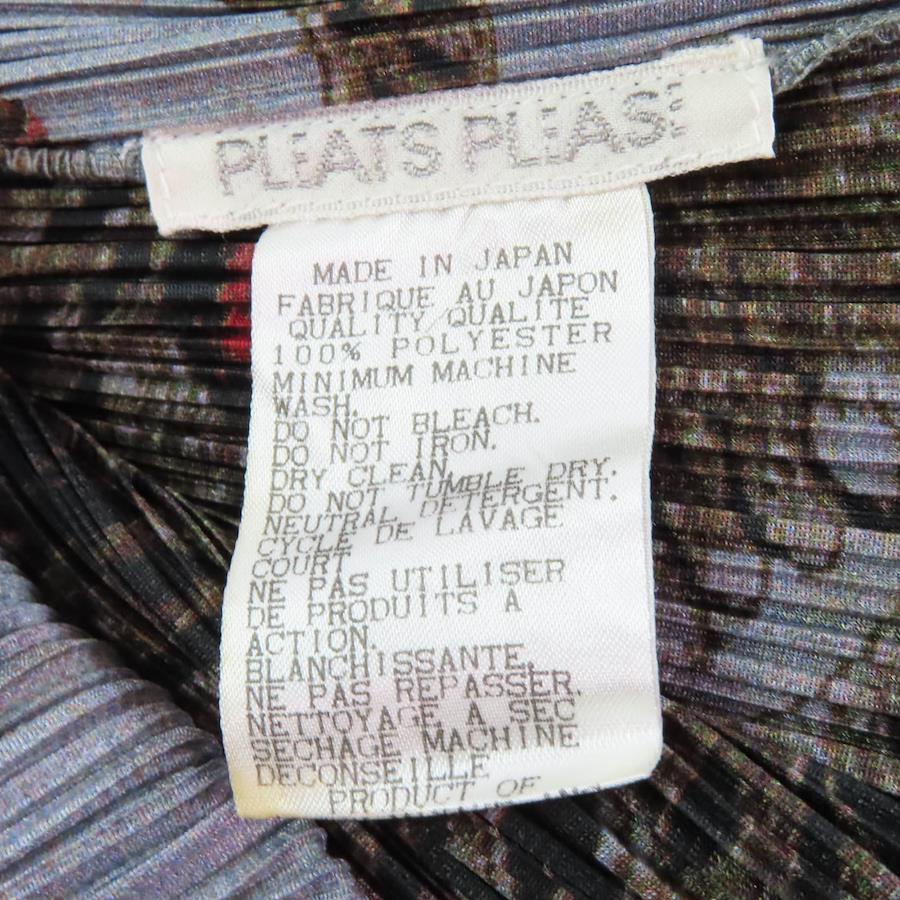 PLEATS PLEASE
MADE IN JAPAN
FABRIQUE AU JAPON
QUALITY QUALITE
100% POLYESTER
MINIMUM MACHINE
WASH.
DO NOT BLEACH.
DO NOT IRON.
DRY CLEAN.
DO NOT TUMBLE DRY.
NEUTRAL DETERGENT.
CYCLE DE LAVAGE
COURT
NE PAS UTILISER
DE PRODUITS A
ACTION.
BLANCHISSANTE.
NE PAS REPASSER.
NETTOYAGE A SEC
SECHAGE MACHINE
DECONSEILLE
PRODUCT OF